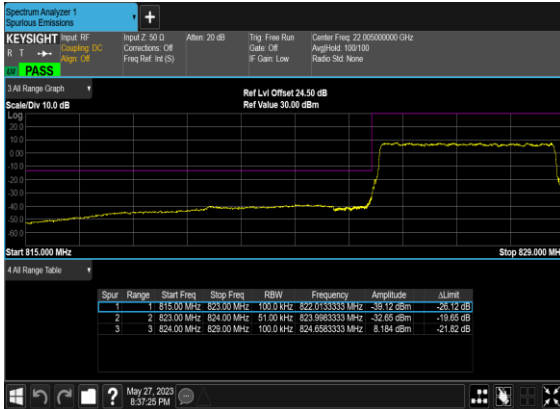 Spectrum Analyzer 1
Spurious Emissions
KEYSIGHT
R T
LW PASS
Input: RF
Coupling: DC
Align: Off
Input Z: 50 Ω
Corrections: Off
Freq Ref: Int (S)
Atten: 20 dB
Trig: Free Run
Gate: Off
IF Gain: Low
Center Freq: 22.005000000 GHz
Avg|Hold: 100/100
Radio Std: None
3 All Range Graph
Scale/Div 10.0 dB
Ref Lvl Offset 24.50 dB
Ref Value 30.00 dBm
Log
20.0
10.0
0.00
-10.0
-20.0
-30.0
-40.0
-50.0
-60.0
Start 815.000 MHz
Stop 829.000 MH
4 All Range Table
Spur Range Start Freq Stop Freq RBW Frequency Amplitude ΔLimit
1 1 815.00 MHz 823.00 MHz 100.0 kHz 822.0133333 MHz -39.12 dBm -26.12 dB
2 2 823.00 MHz 824.00 MHz 51.00 kHz 823.9983333 MHz -32.65 dBm -19.65 dB
3 3 824.00 MHz 829.00 MHz 100.0 kHz 824.6583333 MHz 8.184 dBm -21.82 dB
May 27, 2023
8:37:25 PM